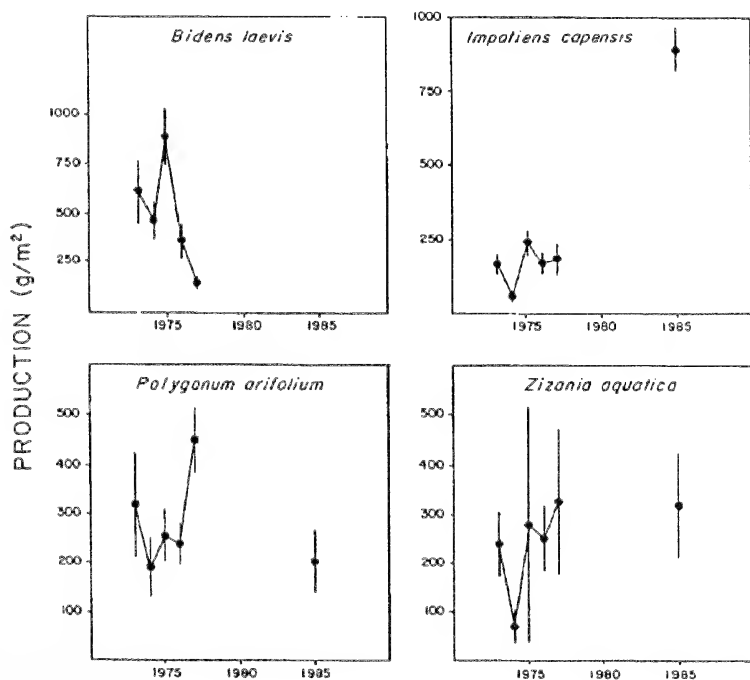 PRODUCTION (g/m²)
Bidens laevis
1000
750
500
250
1975 1980 1985
Impatiens capensis
1000
750
500
250
1975 1980 1985
Polygonum arifolium
500
400
300
200
100
1975 1980 1985
Zizania aquatica
500
400
300
200
100
1975 1980 1985